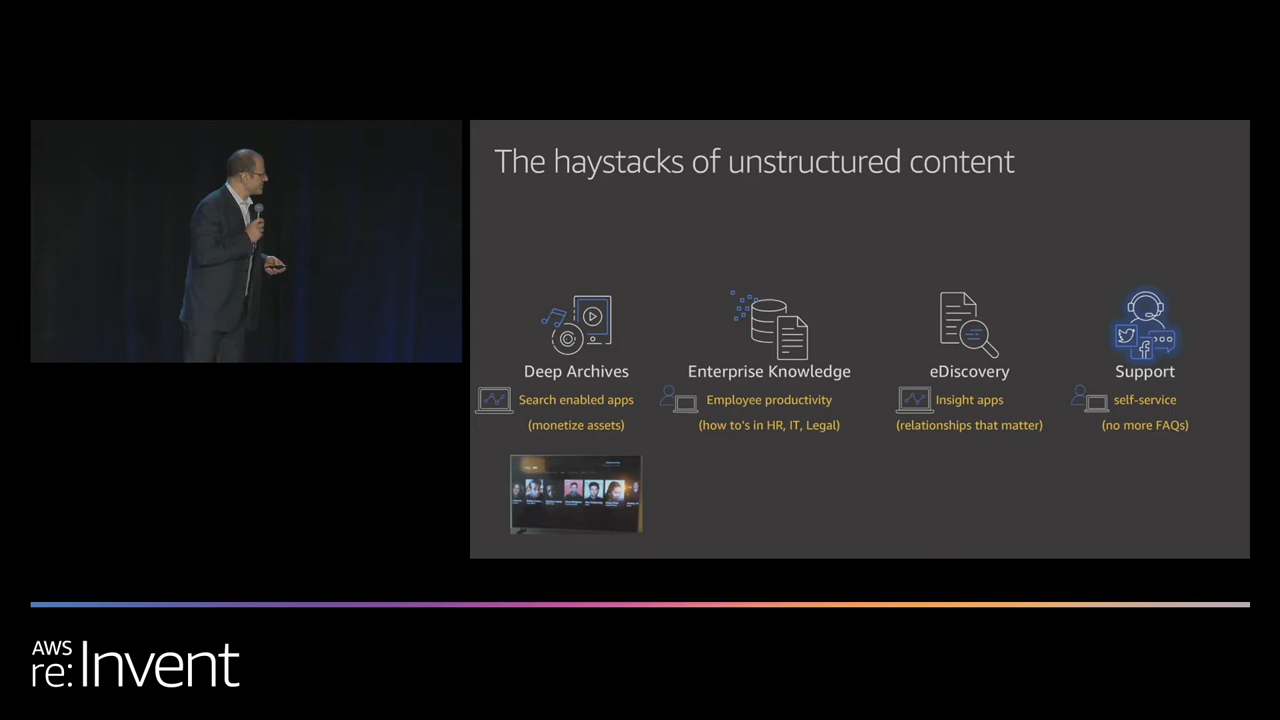 The haystacks of unstructured content
Deep Archives
Search enabled apps
(monetize assets)
Enterprise Knowledge
Employee productivity
(how to's in HR, IT, Legal)
eDiscovery
Insight apps
(relationships that matter)
Support
self-service
(no more FAQs)
AWS
re:Invent